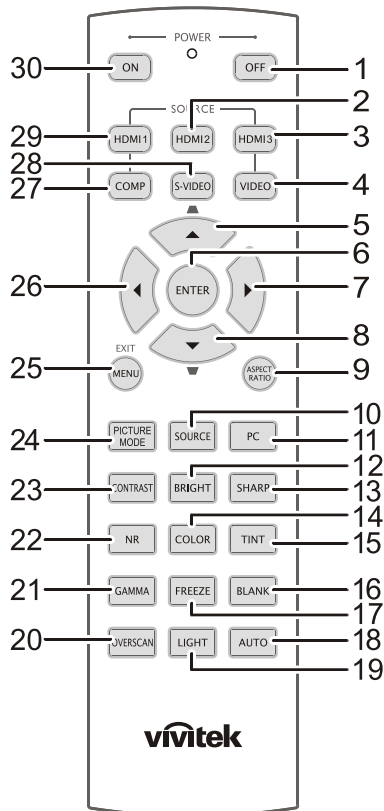 POWER
30 ON OFF 1
2
SOURCE
29 HDMI1 HDMI2 HDMI3 3
28
27 COMP S-VIDEO VIDEO 4
5
6
26 ENTER 7
8
EXIT
25 MENU ASPECT RATIO 9
10
24 PICTURE MODE SOURCE PC 11
12
23 CONTRAST BRIGHT SHARP 13
14
22 NR COLOR TINT 15
21 GAMMA FREEZE BLANK 16
17
20 OVERSCAN LIGHT AUTO 18
19
vivitek